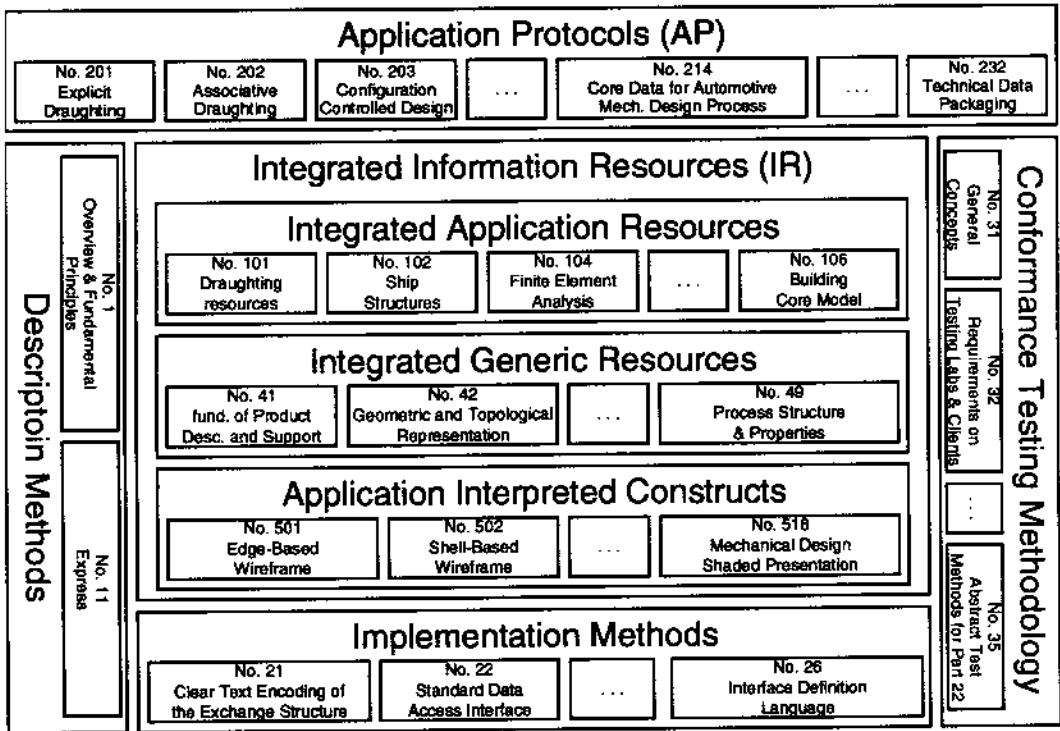 Application Protocols (AP)
No. 201
Explicit
Draughting
No. 202
Associative
Draughting
No. 203
Configuration
Controlled Design
. . .
No. 214
Core Data for Automotive
Mech. Design Process
. . .
No. 232
Technical Data
Packaging
Descriptoin Methods
No. 1
Overview & Fundamental
Principles
No. 11
Express
Integrated Information Resources (IR)
Integrated Application Resources
No. 101
Draughting
resources
No. 102
Ship
Structures
No. 104
Finite Element
Analysis
. . .
No. 106
Building
Core Model
Integrated Generic Resources
No. 41
fund. of Product
Desc. and Support
No. 42
Geometric and Topological
Representation
. . .
No. 49
Process Structure
& Properties
Application Interpreted Constructs
No. 501
Edge-Based
Wireframe
No. 502
Shell-Based
Wireframe
. . .
No. 518
Mechanical Design
Shaded Presentation
Implementation Methods
No. 21
Clear Text Encoding of
the Exchange Structure
No. 22
Standard Data
Access Interface
. . .
No. 26
Interface Definition
Language
Conformance Testing Methodology
No. 31
General
Concepts
No. 32
Requirements on
Testing Labs & Clients
. . .
No. 35
Abstract Test
Methods for Part 22